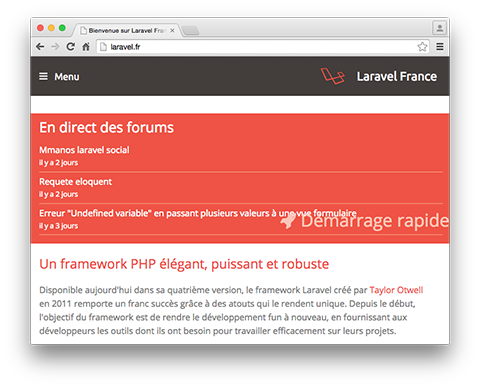 Bienvenue sur Laravel Fran
laravel.fr
Menu
Laravel France
En direct des forums
Mmanos laravel social
il y a 2 jours
Requete eloquent
il y a 2 jours
Erreur "Undefined variable" en passant plusieurs valeurs à une vue formulaire
il y a 3 jours
Démarrage rapide
Un framework PHP élégant, puissant et robuste
Disponible aujourd'hui dans sa quatrième version, le framework Laravel créé par Taylor Otwell
en 2011 remporte un franc succès grâce à des atouts qui le rendent unique. Depuis le début,
l'objectif du framework est de rendre le développement fun à nouveau, en fournissant aux
développeurs les outils dont ils ont besoin pour travailler efficacement sur leurs projets.